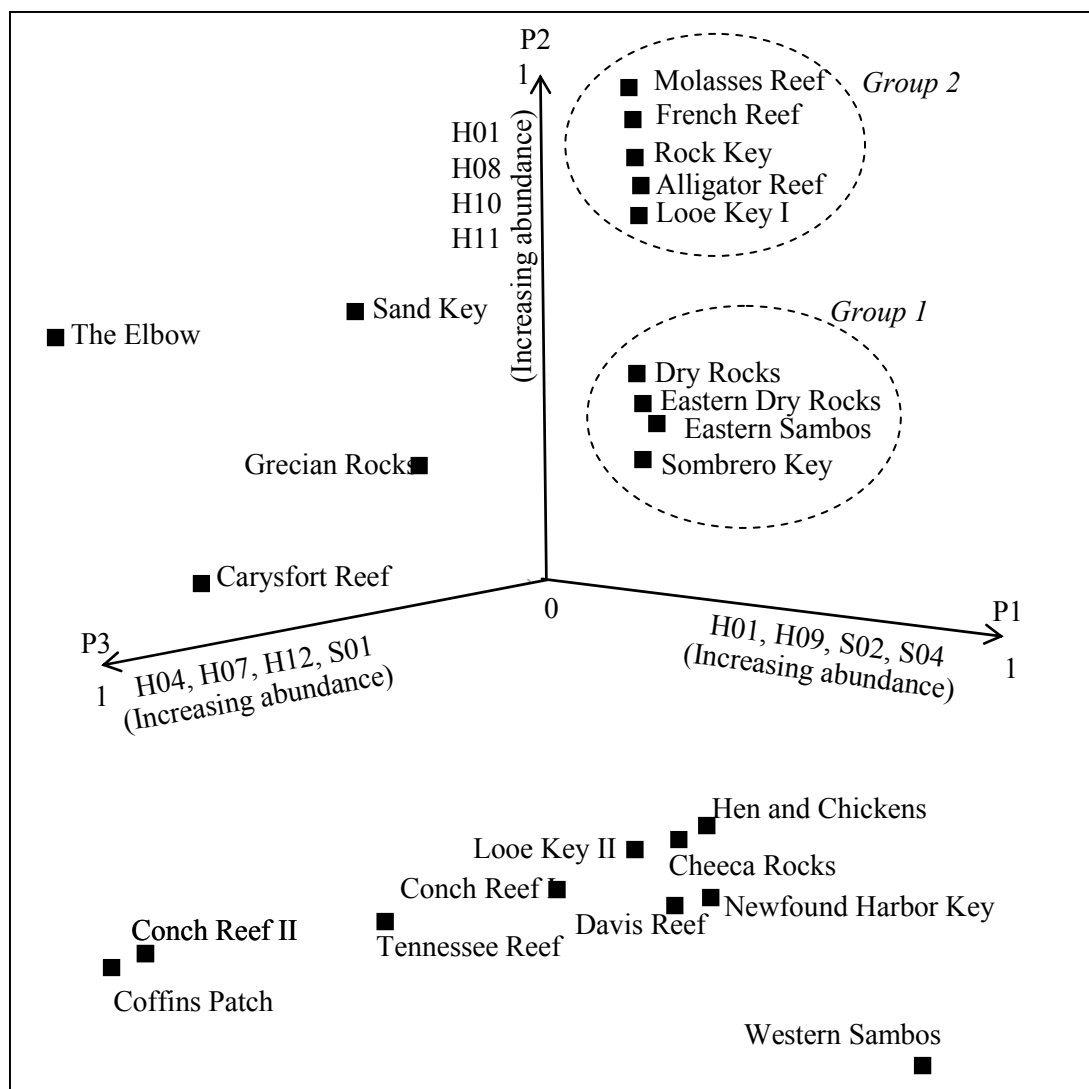 P2
1
Molasses Reef
Group 2
French Reef
H01
Rock Key
H08
Alligator Reef
H10
Looe Key I
H11
(Increasing abundance)
Sand Key
Group 1
The Elbow
Dry Rocks
Eastern Dry Rocks
Eastern Sambos
Grecian Rocks
Sombrero Key
Carysfort Reef
0
P1
1
H01, H09, S02, S04
(Increasing abundance)
P3
1
H04, H07, H12, S01
(Increasing abundance)
Hen and Chickens
Looe Key II
Cheeca Rocks
Conch Reef I
Newfound Harbor Key
Davis Reef
Conch Reef II
Tennessee Reef
Coffins Patch
Western Sambos